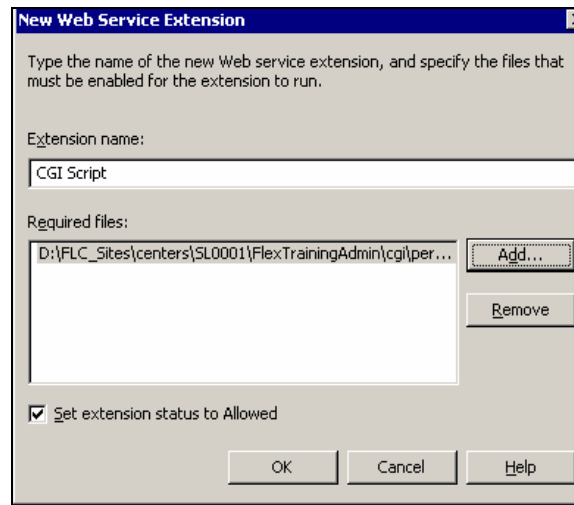 New Web Service Extension
Type the name of the new Web service extension, and specify the files that
must be enabled for the extension to run.
Extension name:
CGI Script
Required files:
D:\FLC_Sites\centers\SL0001\FlexTrainingAdmin\cgi\per...
Add...
Remove
Set extension status to Allowed
OK
Cancel
Help